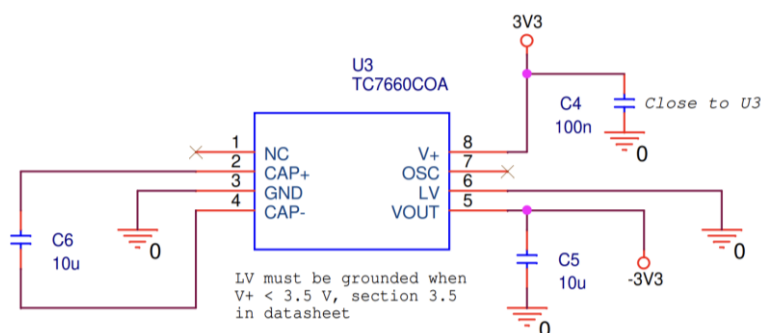 3V3
U3
TC7660COA
C4
100n
Close to U3
0
1
NC
2
CAP+
3
GND
4
CAP-
8
V+
7
OSC
6
LV
5
VOUT
0
C6
10u
0
C5
10u
-3V3
0
LV must be grounded when
V+ < 3.5 V, section 3.5
in datasheet